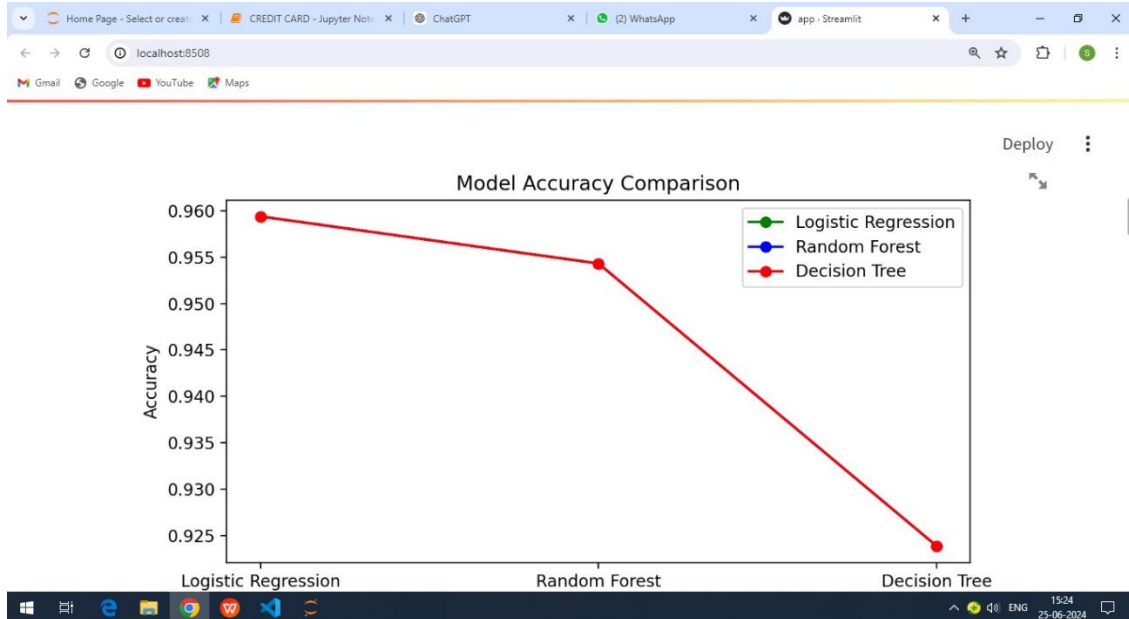 Home Page - Select or creat
CREDIT CARD - Jupyter Note
ChatGPT
(2) WhatsApp
app · Streamlit
localhost:8508
S
Gmail
Google
YouTube
Maps
Deploy
Model Accuracy Comparison
Logistic Regression
Random Forest
Decision Tree
Accuracy
0.960
0.955
0.950
0.945
0.940
0.935
0.930
0.925
Logistic Regression
Random Forest
Decision Tree
ENG
15:24
25-06-2024